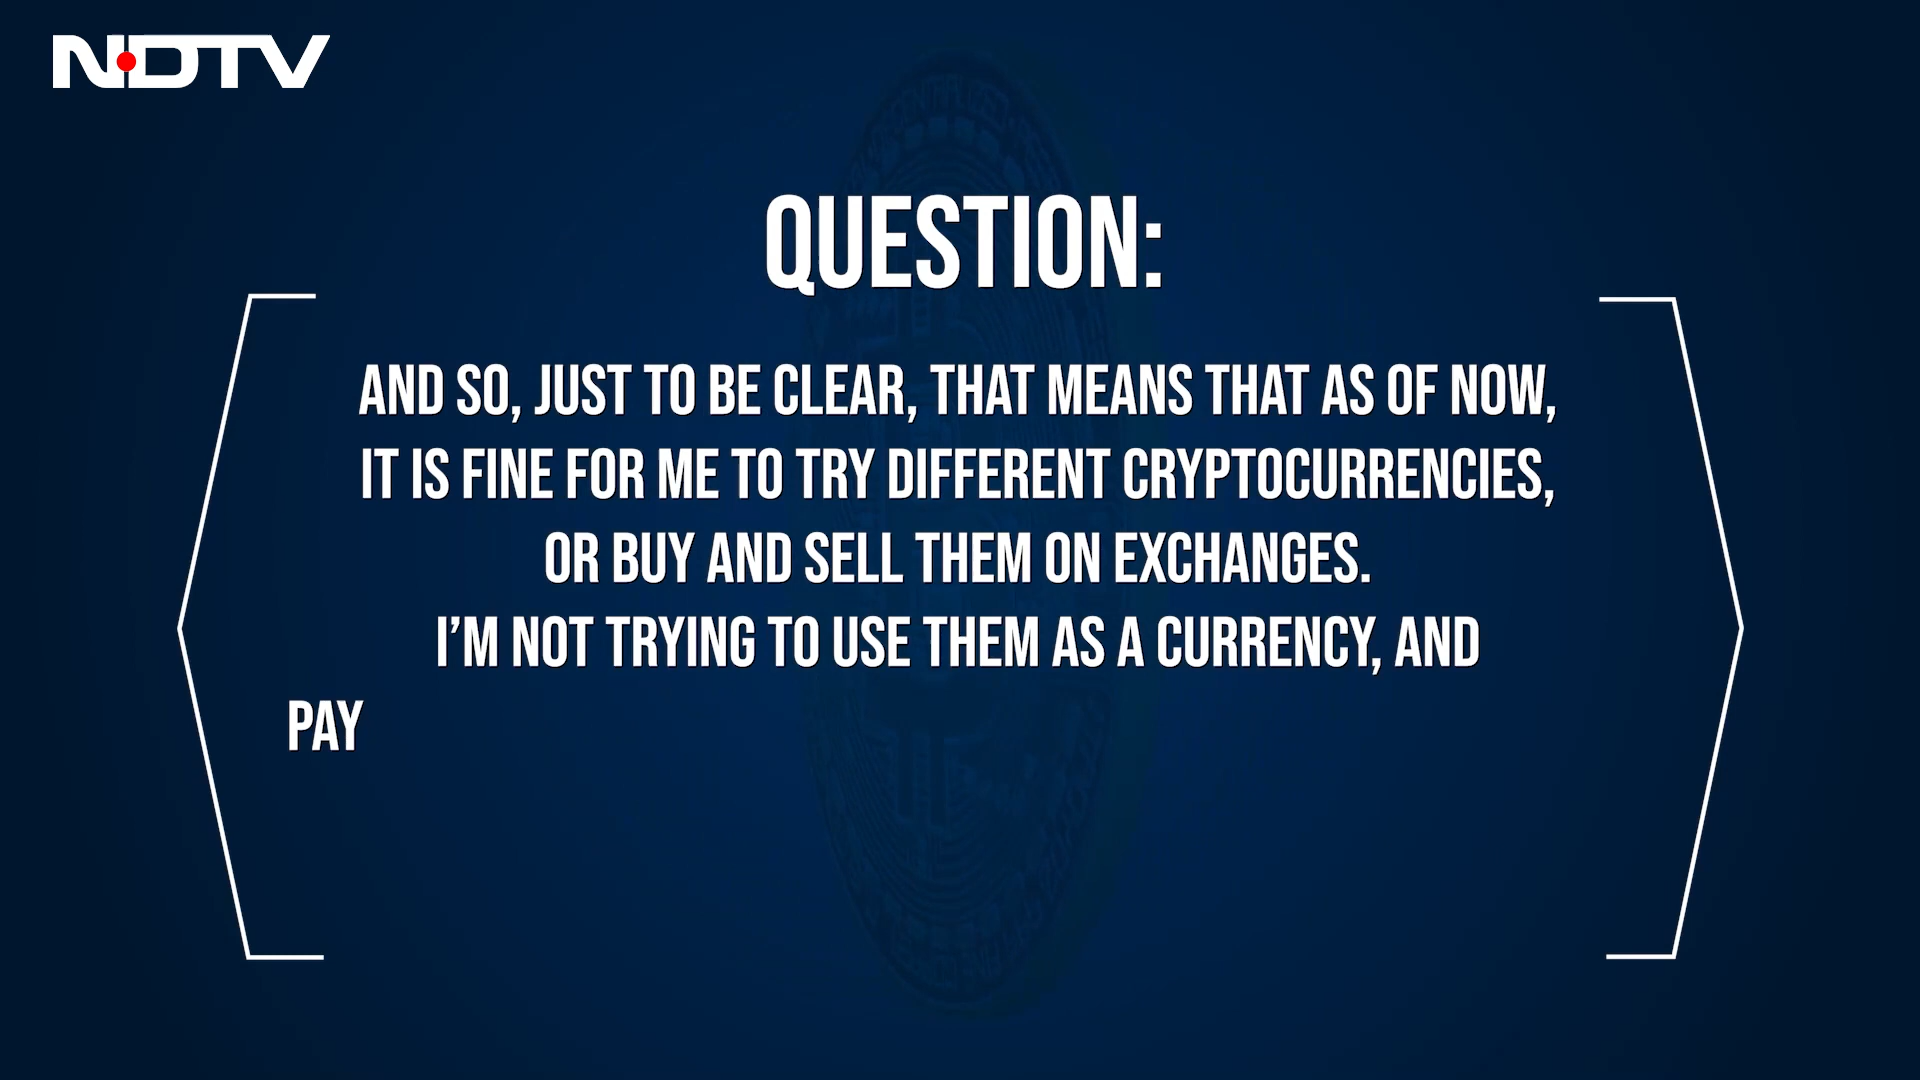 NDTV
QUESTION:
AND SO, JUST TO BE CLEAR, THAT MEANS THAT AS OF NOW,
IT IS FINE FOR ME TO TRY DIFFERENT CRYPTOCURRENCIES,
OR BUY AND SELL THEM ON EXCHANGES.
I’M NOT TRYING TO USE THEM AS A CURRENCY, AND
PAY